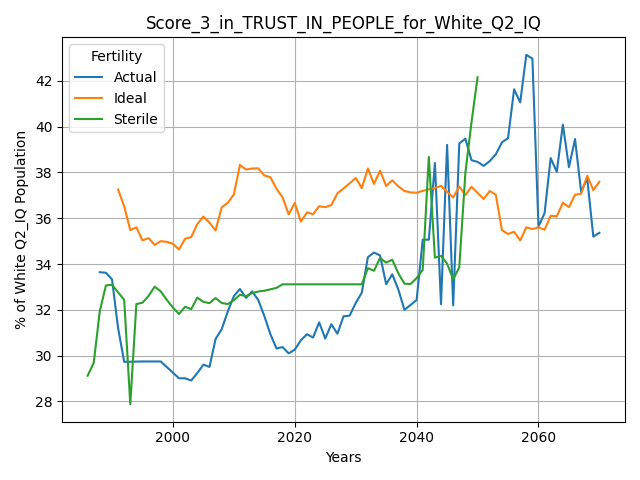 Score_3_in_TRUST_IN_PEOPLE_for_White_Q2_IQ
Fertility
Actual
Ideal
Sterile
% of White Q2_IQ Population
42
40
38
36
34
32
30
28
2000
2020
2040
2060
Years